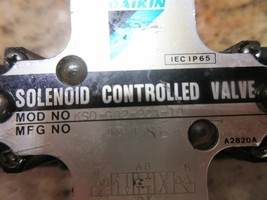 DAIKIN
IEC IP65
SOLENOID CONTROLLED VALVE
MOD NO
MFG NO
A2820A
A B